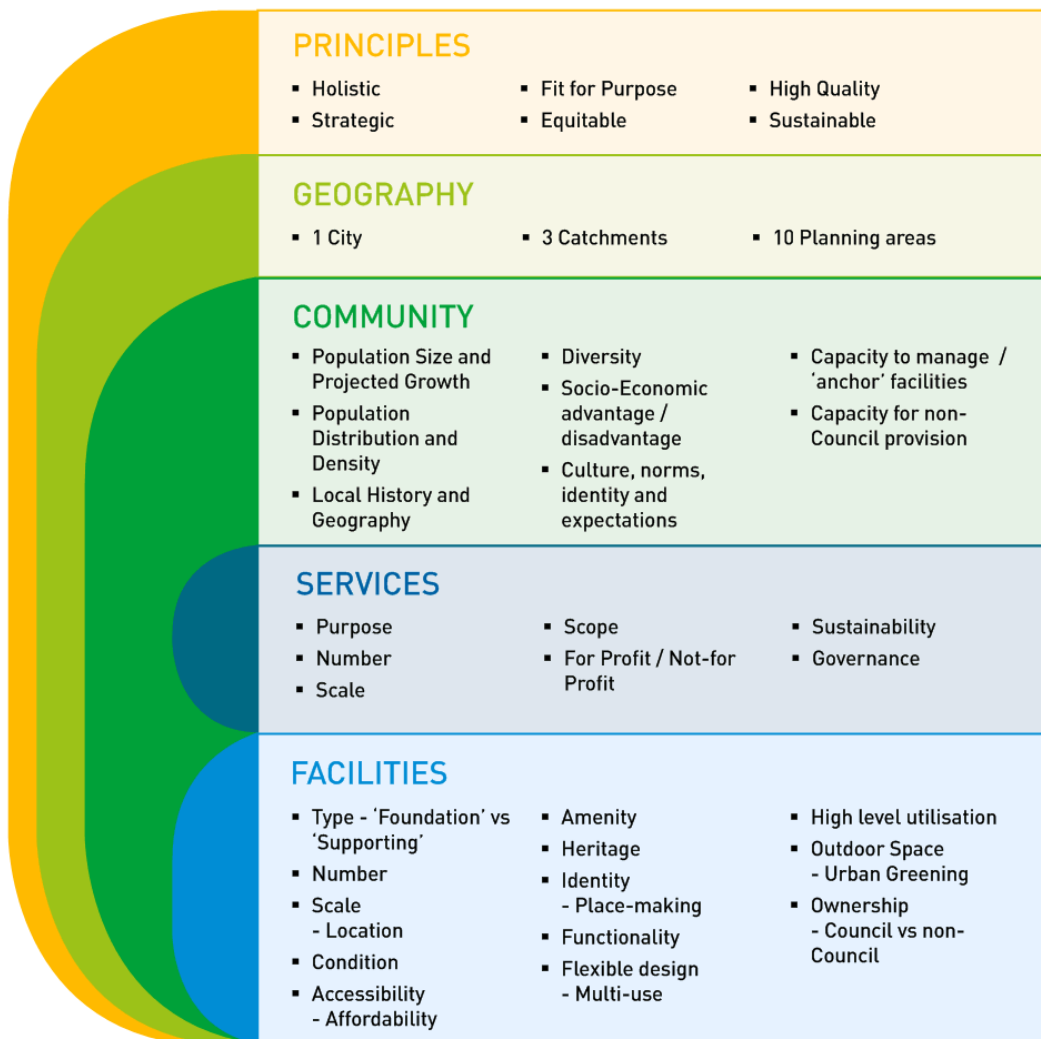 PRINCIPLES
▪ Holistic
▪ Strategic
▪ Fit for Purpose
▪ Equitable
▪ High Quality
▪ Sustainable
GEOGRAPHY
▪ 1 City
▪ 3 Catchments
▪ 10 Planning areas
COMMUNITY
▪ Population Size and
Projected Growth
▪ Population
Distribution and
Density
▪ Local History and
Geography
▪ Diversity
▪ Socio-Economic
advantage /
disadvantage
▪ Culture, norms,
identity and
expectations
▪ Capacity to manage /
‘anchor’ facilities
▪ Capacity for non-
Council provision
SERVICES
▪ Purpose
▪ Number
▪ Scale
▪ Scope
▪ For Profit / Not-for
Profit
▪ Sustainability
▪ Governance
FACILITIES
▪ Type - ‘Foundation’ vs
‘Supporting’
▪ Number
▪ Scale
- Location
▪ Condition
▪ Accessibility
- Affordability
▪ Amenity
▪ Heritage
▪ Identity
- Place-making
▪ Functionality
▪ Flexible design
- Multi-use
▪ High level utilisation
▪ Outdoor Space
- Urban Greening
▪ Ownership
- Council vs non-
Council